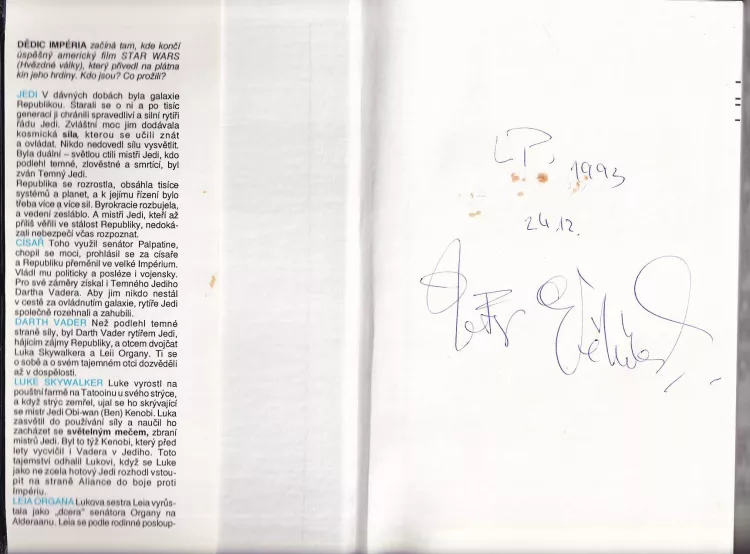 DĚDIC IMPÉRIA začíná tam, kde končí
úspěšný americký film STAR WARS
(Hvězdné války), který přivedl na plátna
kin jeho hrdiny. Kdo jsou? Co prožili?
JEDI V dávných dobách byla galaxie
Republikou. Starali se o ni a po tisíc
generací ji chránili spravedliví a silní rytíři
řádu Jedi. Zvláštní moc jim dodávala
kosmická síla, kterou se učili znát
a ovládat. Nikdo nedovedl sílu vysvětlit.
Byla duální – světlou ctili mistři Jedi, kdo
podlehl temné, zlověstné a smrtící, byl
zván Temný Jedi.
Republika se rozrostla, obsáhla tisíce
systémů a planet, a k jejímu řízení bylo
třeba více a více sil. Byrokracie rozbujela,
a vedení zesláblo. A mistři Jedi, kteří až
příliš věřili ve stálost Republiky, nedoká-
zali nebezpečí včas rozpoznat.
CÍSAŘ Toho využil senátor Palpatine,
chopil se moci, prohlásil se za císaře
a Republiku přeměnil ve velké Impérium.
Vládl mu politicky a posléze i vojensky.
Pro své záměry získal i Temného Jediho
Dartha Vadera. Aby jim nikdo nestál
v cestě za ovládnutím galaxie, rytíře Jedi
společně rozehnali a zahubili.
DARTH VADER Než podlehl temné
straně síly, byl Darth Vader rytířem Jedi,
hájícím zájmy Republiky, a otcem dvojčat
Luka Skywalkera a Leii Organy. Ti se
o sobě a o svém tajemném otci dozvěděli
až v dospělosti.
LUKE SKYWALKER Luke vyrostl na
pouštní farmě na Tatooinu u svého strýce,
a když strýc zemřel, ujal se ho skrývající
se mistr Jedi Obi-wan (Ben) Kenobi. Luka
zasvětil do používání síly a naučil ho
zacházet se světelným mečem, zbraní
mistrů Jedi. Byl to týž Kenobi, který před
lety vycvičil i Vadera v Jediho. Toto
tajemství odhalil Lukovi, když se Luke
jako ne zcela hotový Jedi rozhodl vstou-
pit na straně Aliance do boje proti
Impériu.
LEIA ORGANA Lukova sestra Leia vyrůs-
tala jako „dcera" senátora Organy na
Alderaanu. Leia se podle rodinné posloup-
L.P. 1993
24.12.
Petr